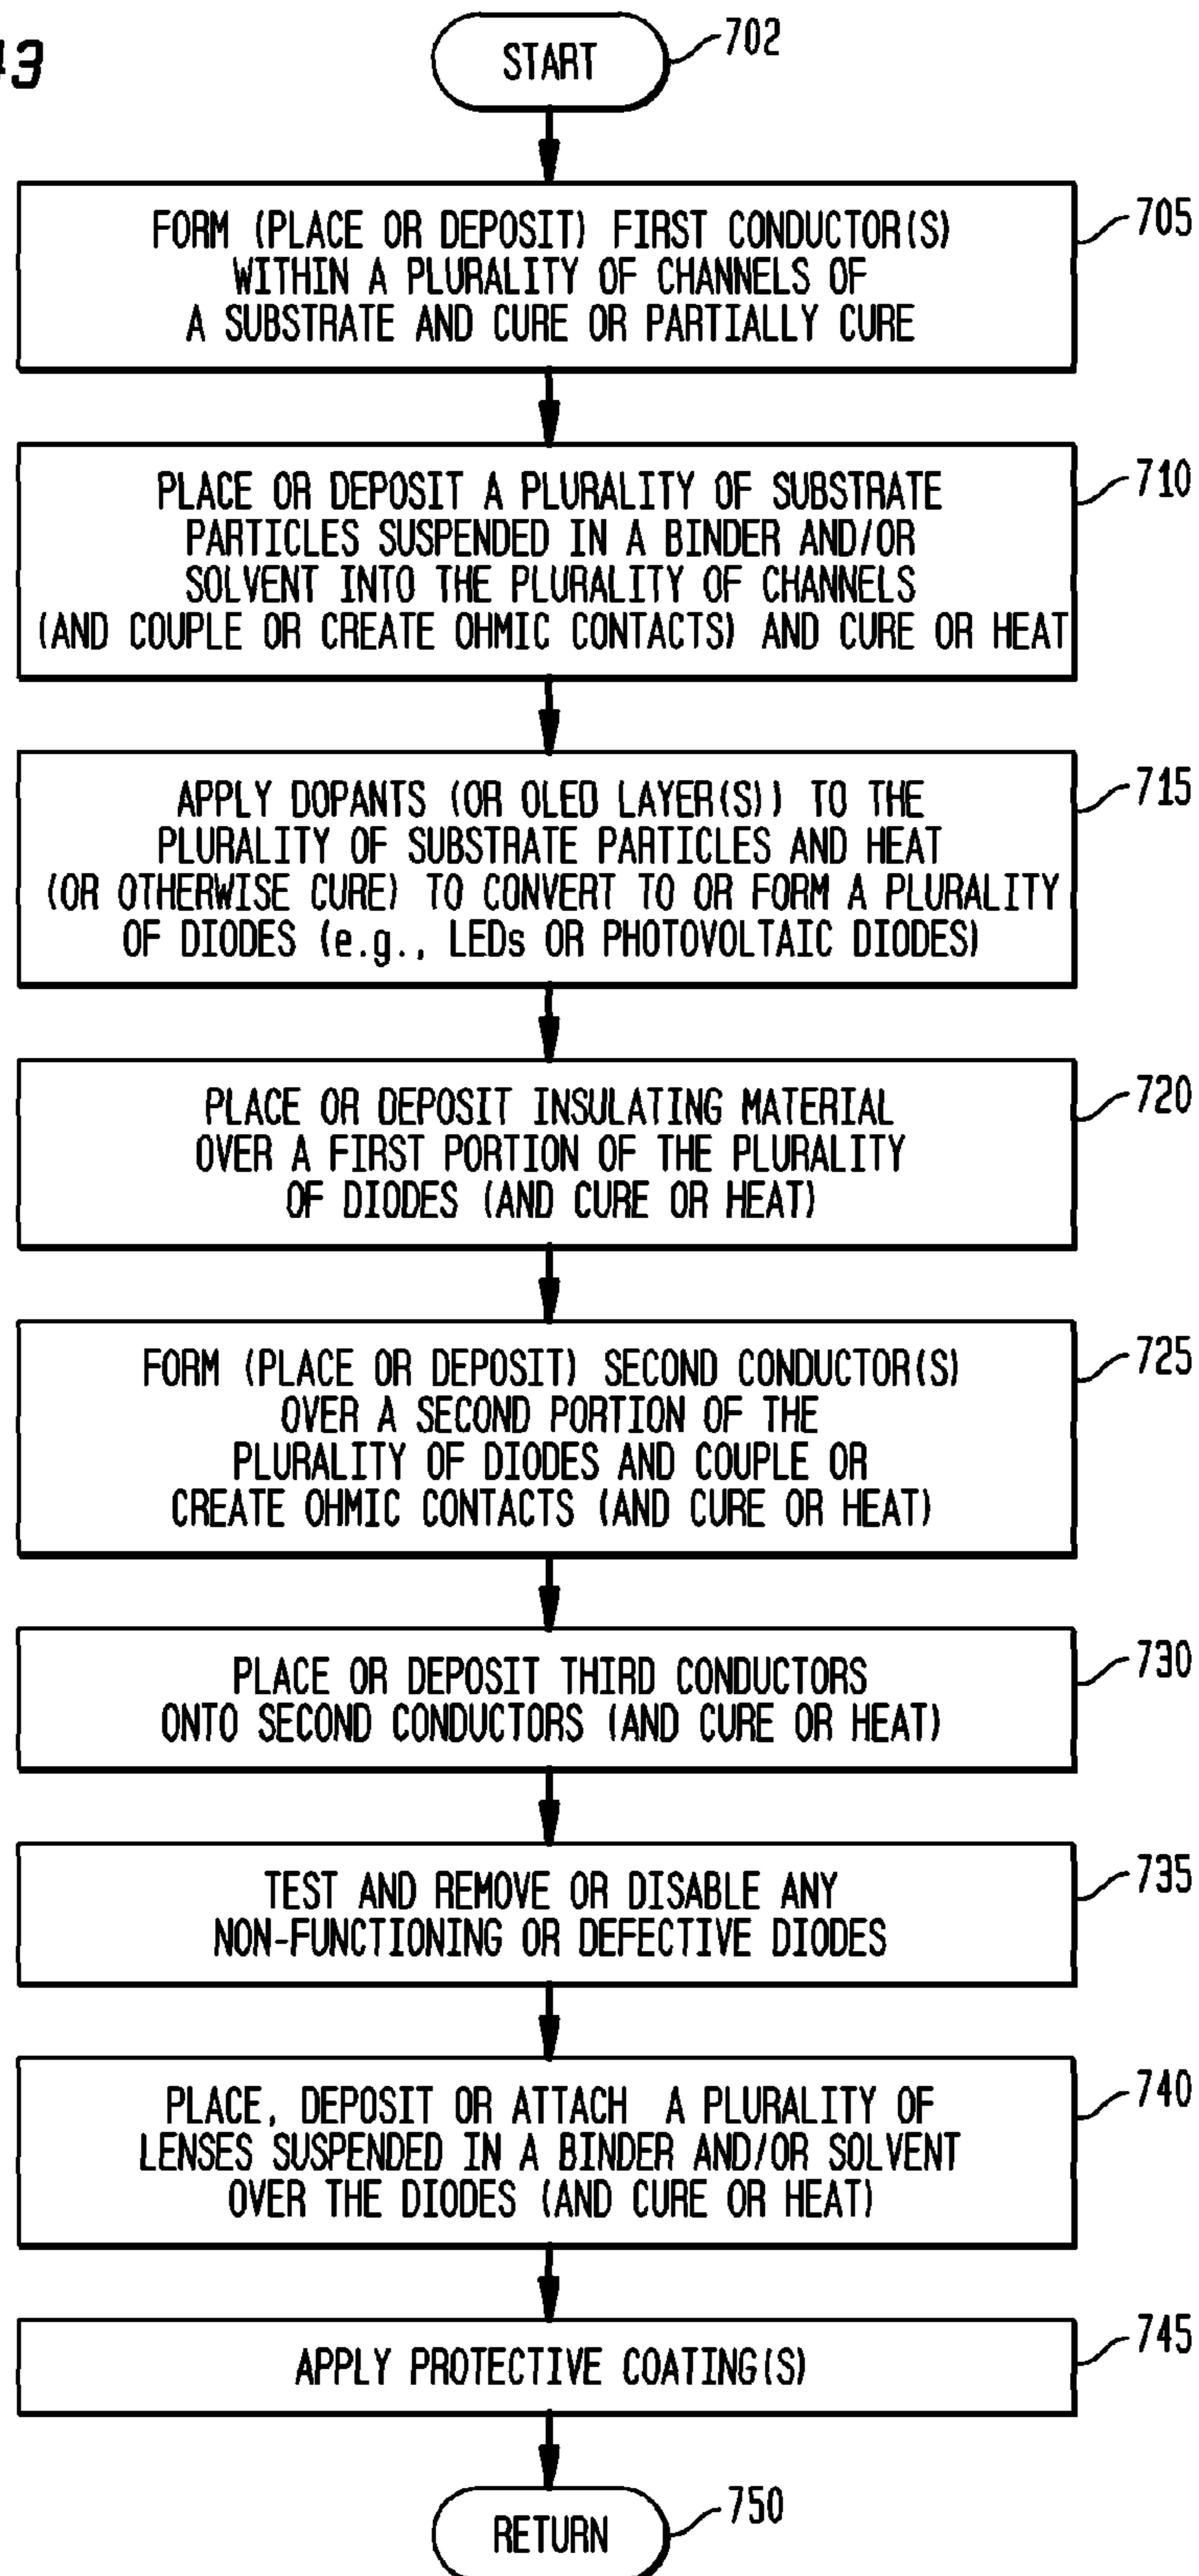 43
START
702
FORM (PLACE OR DEPOSIT) FIRST CONDUCTOR(S)
WITHIN A PLURALITY OF CHANNELS OF
A SUBSTRATE AND CURE OR PARTIALLY CURE
705
PLACE OR DEPOSIT A PLURALITY OF SUBSTRATE
PARTICLES SUSPENDED IN A BINDER AND/OR
SOLVENT INTO THE PLURALITY OF CHANNELS
(AND COUPLE OR CREATE OHMIC CONTACTS) AND CURE OR HEAT
710
APPLY DOPANTS (OR OLED LAYER(S)) TO THE
PLURALITY OF SUBSTRATE PARTICLES AND HEAT
(OR OTHERWISE CURE) TO CONVERT TO OR FORM A PLURALITY
OF DIODES (e.g., LEDs OR PHOTOVOLTAIC DIODES)
715
PLACE OR DEPOSIT INSULATING MATERIAL
OVER A FIRST PORTION OF THE PLURALITY
OF DIODES (AND CURE OR HEAT)
720
FORM (PLACE OR DEPOSIT) SECOND CONDUCTOR(S)
OVER A SECOND PORTION OF THE
PLURALITY OF DIODES AND COUPLE OR
CREATE OHMIC CONTACTS (AND CURE OR HEAT)
725
PLACE OR DEPOSIT THIRD CONDUCTORS
ONTO SECOND CONDUCTORS (AND CURE OR HEAT)
730
TEST AND REMOVE OR DISABLE ANY
NON-FUNCTIONING OR DEFECTIVE DIODES
735
PLACE, DEPOSIT OR ATTACH A PLURALITY OF
LENSES SUSPENDED IN A BINDER AND/OR SOLVENT
OVER THE DIODES (AND CURE OR HEAT)
740
APPLY PROTECTIVE COATING(S)
745
RETURN
750